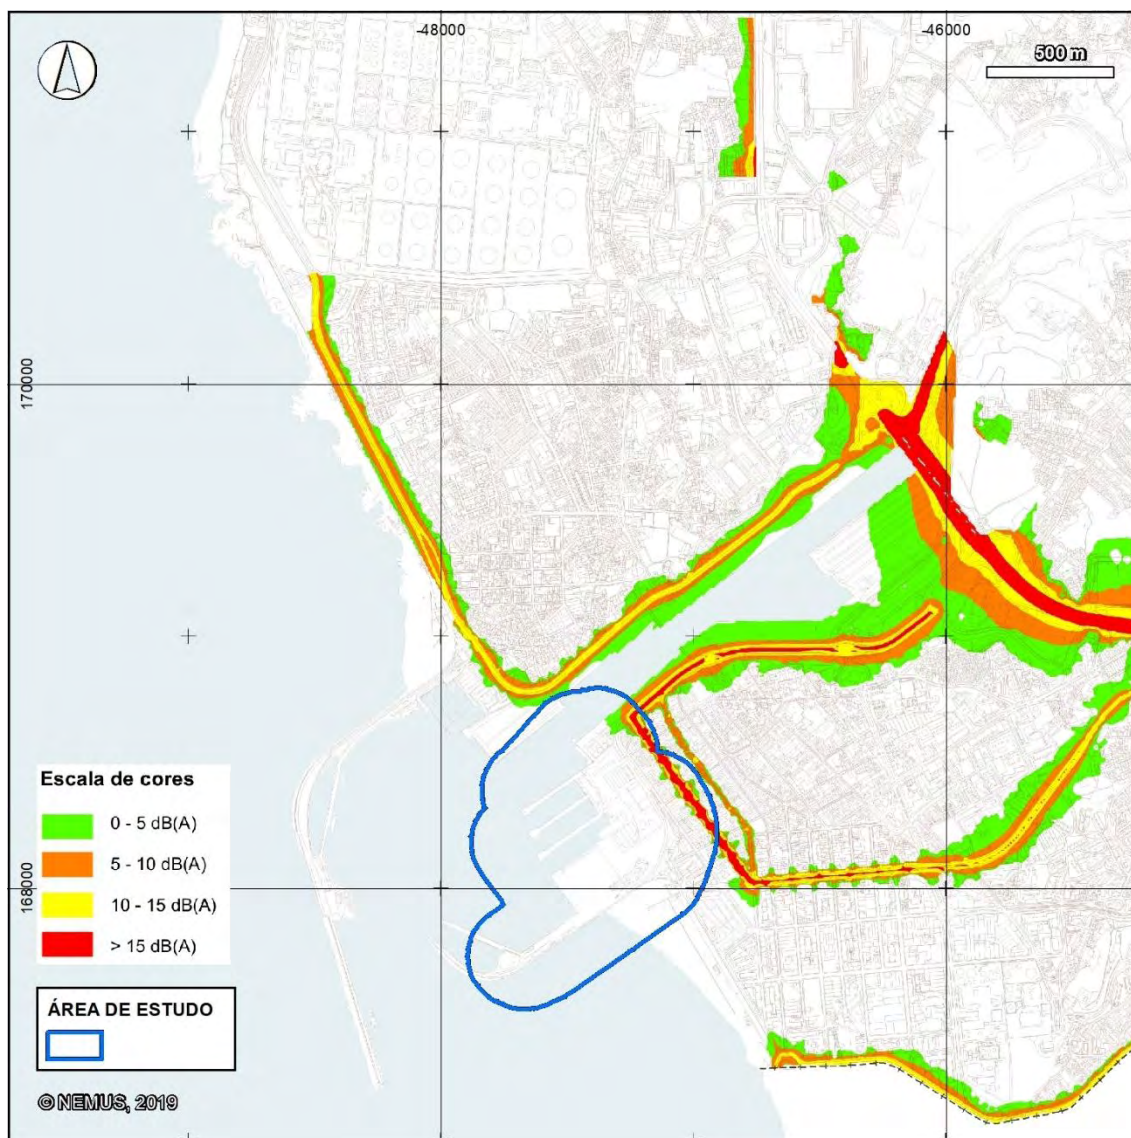 -48000
-46000
500 m
170000
168000
Escala de cores
0 - 5 dB(A)
5 - 10 dB(A)
10 - 15 dB(A)
> 15 dB(A)
ÁREA DE ESTUDO
© NEMUS, 2019